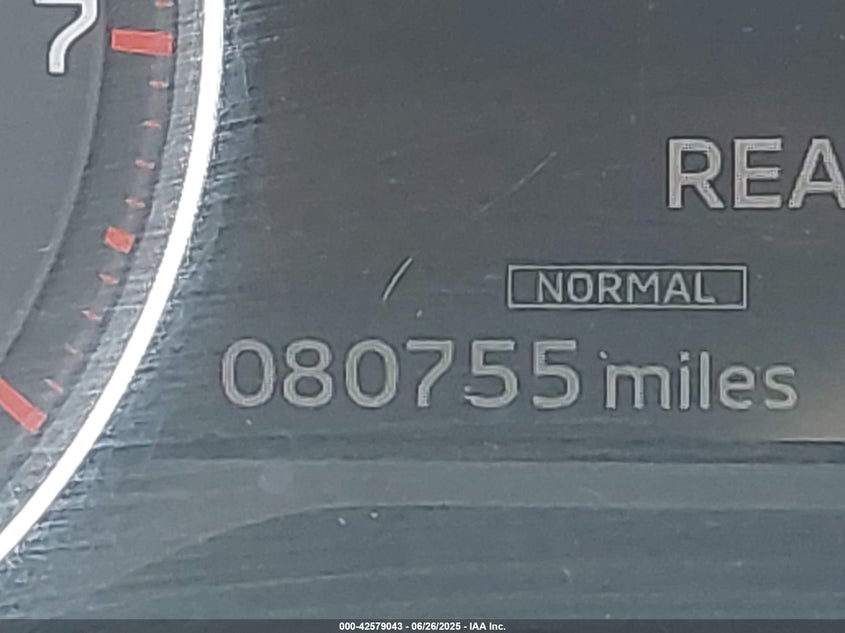 7
REA
NORMAL
080755 miles
000-42579043 - 06/26/2025 - IAA Inc.